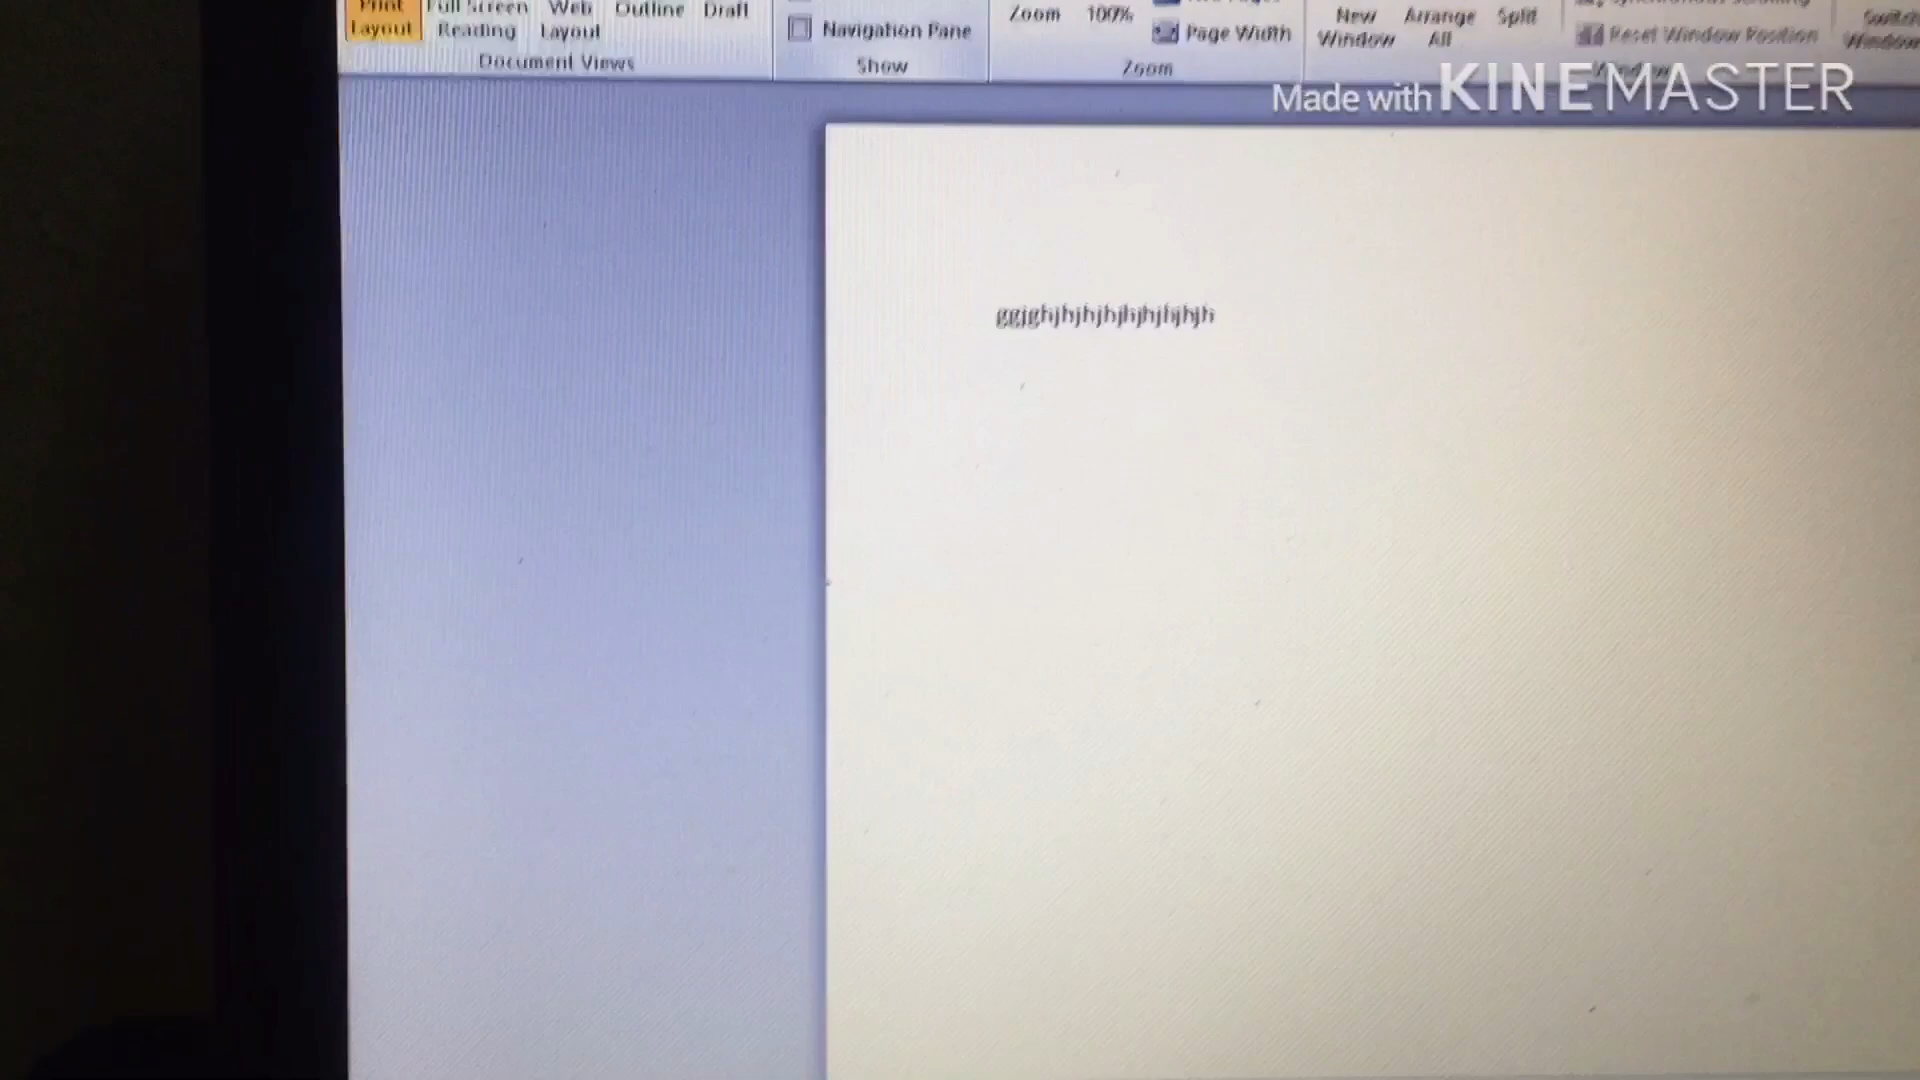 Print Full Screen Web Outline Draft
Layout Reading Layout
Document Views
Navigation Pane
Show
Zoom 100%
Page Width
Zoom
New Arrange Split
Window All
Reset Window Position
Made with KINEMASTER
ggjghjhjhjhjhjhjhjhjh